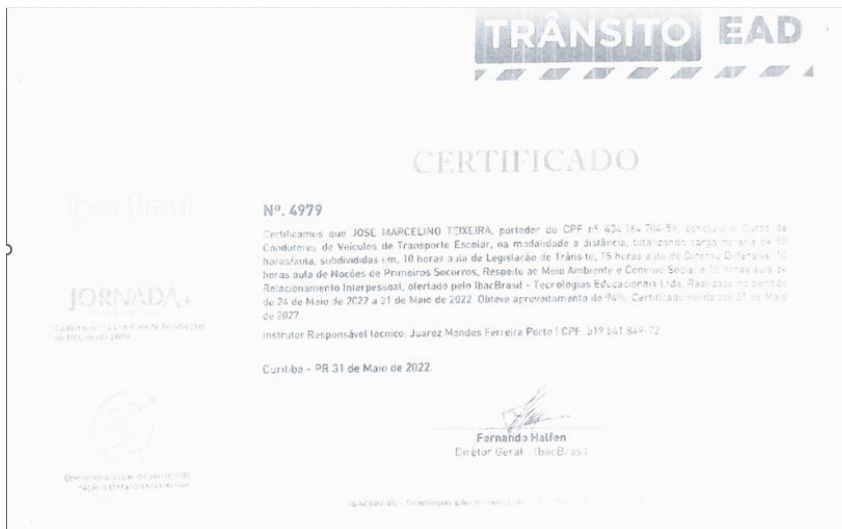 TRÂNSITO EAD
CERTIFICADO
IbacBrasil
Nº. 4979
Certificamos que JOSE MARCELINO TEIXEIRA, portador do CPF nº 404 164 704-59, concluiu o Curso de
Condutores de Veículos de Transporte Escolar, na modalidade a distância, totalizando carga horária de 50
horas/aula, subdivididas em, 10 horas aula de Legislação de Trânsito, 15 horas aula de Direção Defensiva, 10
horas aula de Noções de Primeiros Socorros, Respeito ao Meio Ambiente e Convívio Social e 15 horas aula de
Relacionamento Interpessoal, ofertado pelo IbacBrasil - Tecnologias Educacionais Ltda. Realizado no período
de 24 de Maio de 2022 a 31 de Maio de 2022. Obteve aproveitamento de 94%. Certificado válido até 31 de Maio
de 2027.
JORNADA+
Instrutor Responsável técnico: Juarez Mendes Ferreira Porto | CPF 519 541 849-72
Curitiba - PR 31 de Maio de 2022.
Fernando Halfen
Diretor Geral - IbacBrasil